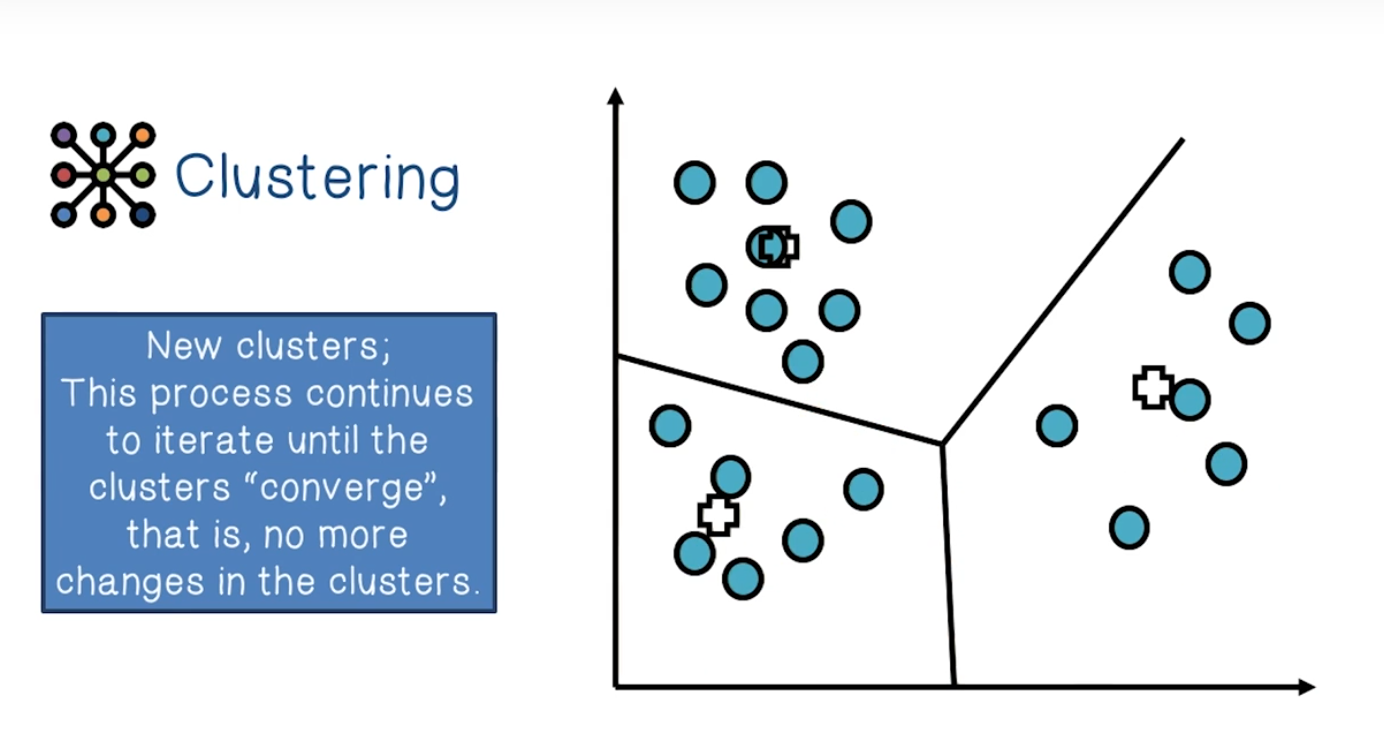 Clustering
New clusters;
This process continues
to iterate until the
clusters “converge”,
that is, no more
changes in the clusters.